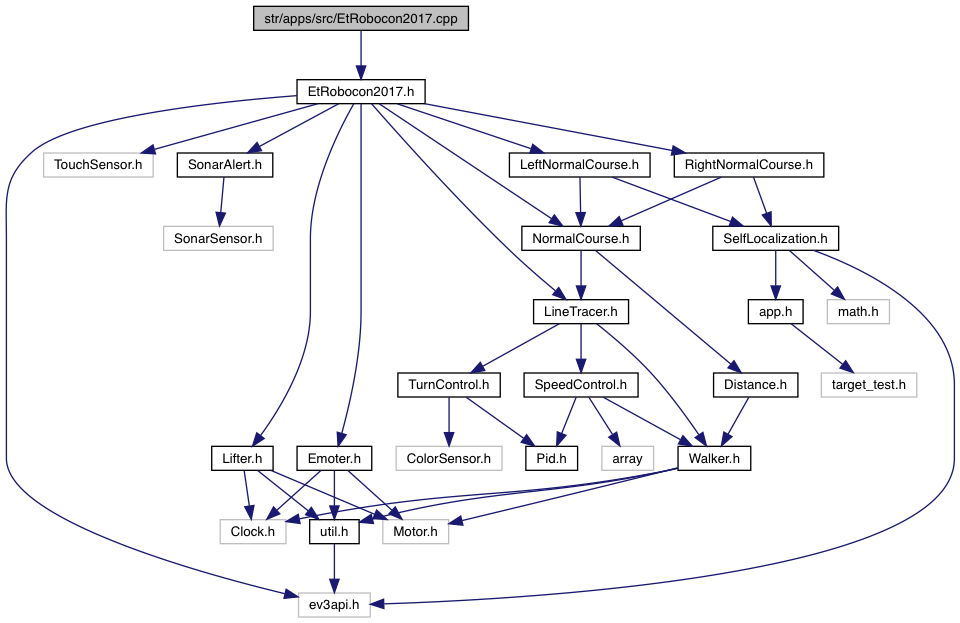 str/apps/src/EtRobocon2017.cpp
EtRobocon2017.h
TouchSensor.h
SonarAlert.h
LeftNormalCourse.h
RightNormalCourse.h
SonarSensor.h
NormalCourse.h
SelfLocalization.h
LineTracer.h
app.h
math.h
TurnControl.h
SpeedControl.h
Distance.h
target_test.h
Lifter.h
Emoter.h
ColorSensor.h
Pid.h
array
Walker.h
Clock.h
util.h
Motor.h
ev3api.h